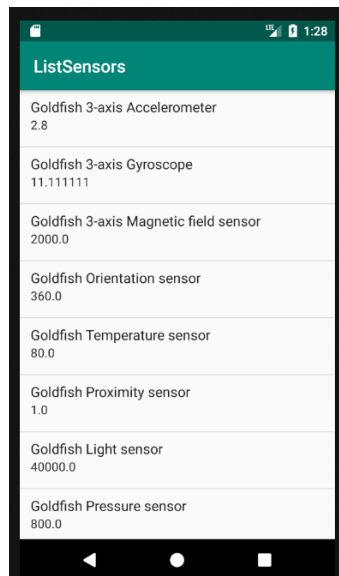 LTE 1:28
ListSensors
Goldfish 3-axis Accelerometer
2.8
Goldfish 3-axis Gyroscope
11.111111
Goldfish 3-axis Magnetic field sensor
2000.0
Goldfish Orientation sensor
360.0
Goldfish Temperature sensor
80.0
Goldfish Proximity sensor
1.0
Goldfish Light sensor
40000.0
Goldfish Pressure sensor
800.0